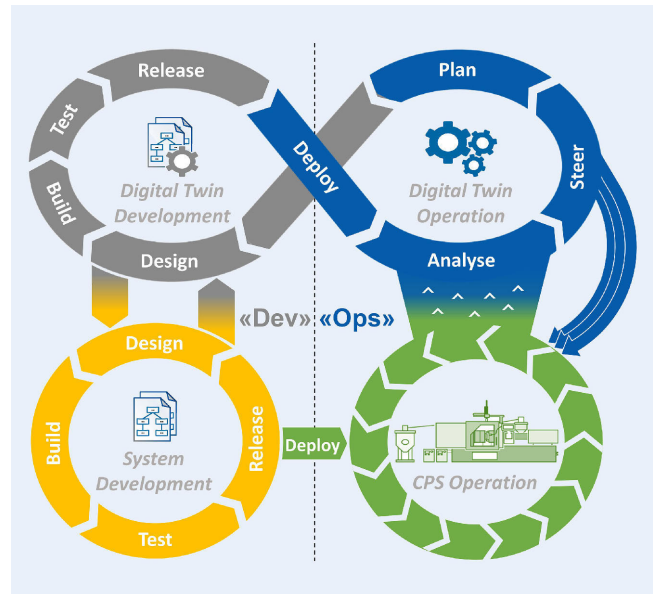 Release
Test
Build
Design
Digital Twin
Development
Deploy
Plan
Steer
Analyse
Digital Twin
Operation
«Dev»
«Ops»
Design
Build
Test
Release
System
Development
Deploy
CPS Operation